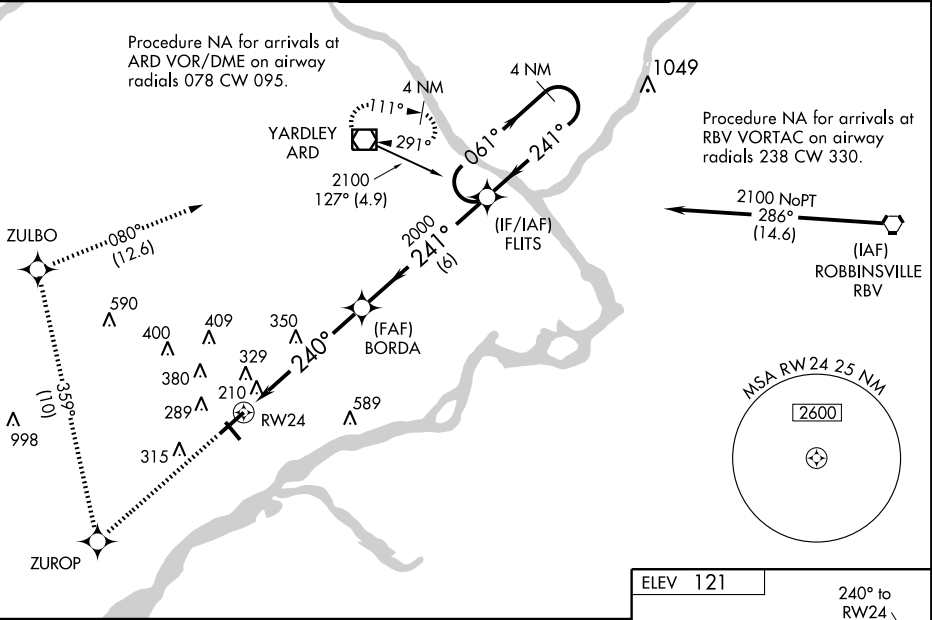 Procedure NA for arrivals at
ARD VOR/DME on airway
radials 078 CW 095.
4 NM
4 NM
1049
111°
291°
YARDLEY
ARD
061°
241°
Procedure NA for arrivals at
RBV VORTAC on airway
radials 238 CW 330.
2100
127° (4.9)
2100 NoPT
286°
(14.6)
(IF/IAF)
FLITS
(IAF)
ROBBINSVILLE
RBV
2000
241°
(6)
ZULBO
080°
(12.6)
590
400
409
350
(FAF)
BORDA
240°
380
329
210
289
RW24
589
359°
(10)
998
315
MSA RW 24 25 NM
2600
ZUROP
ELEV 121
240° to
RW24